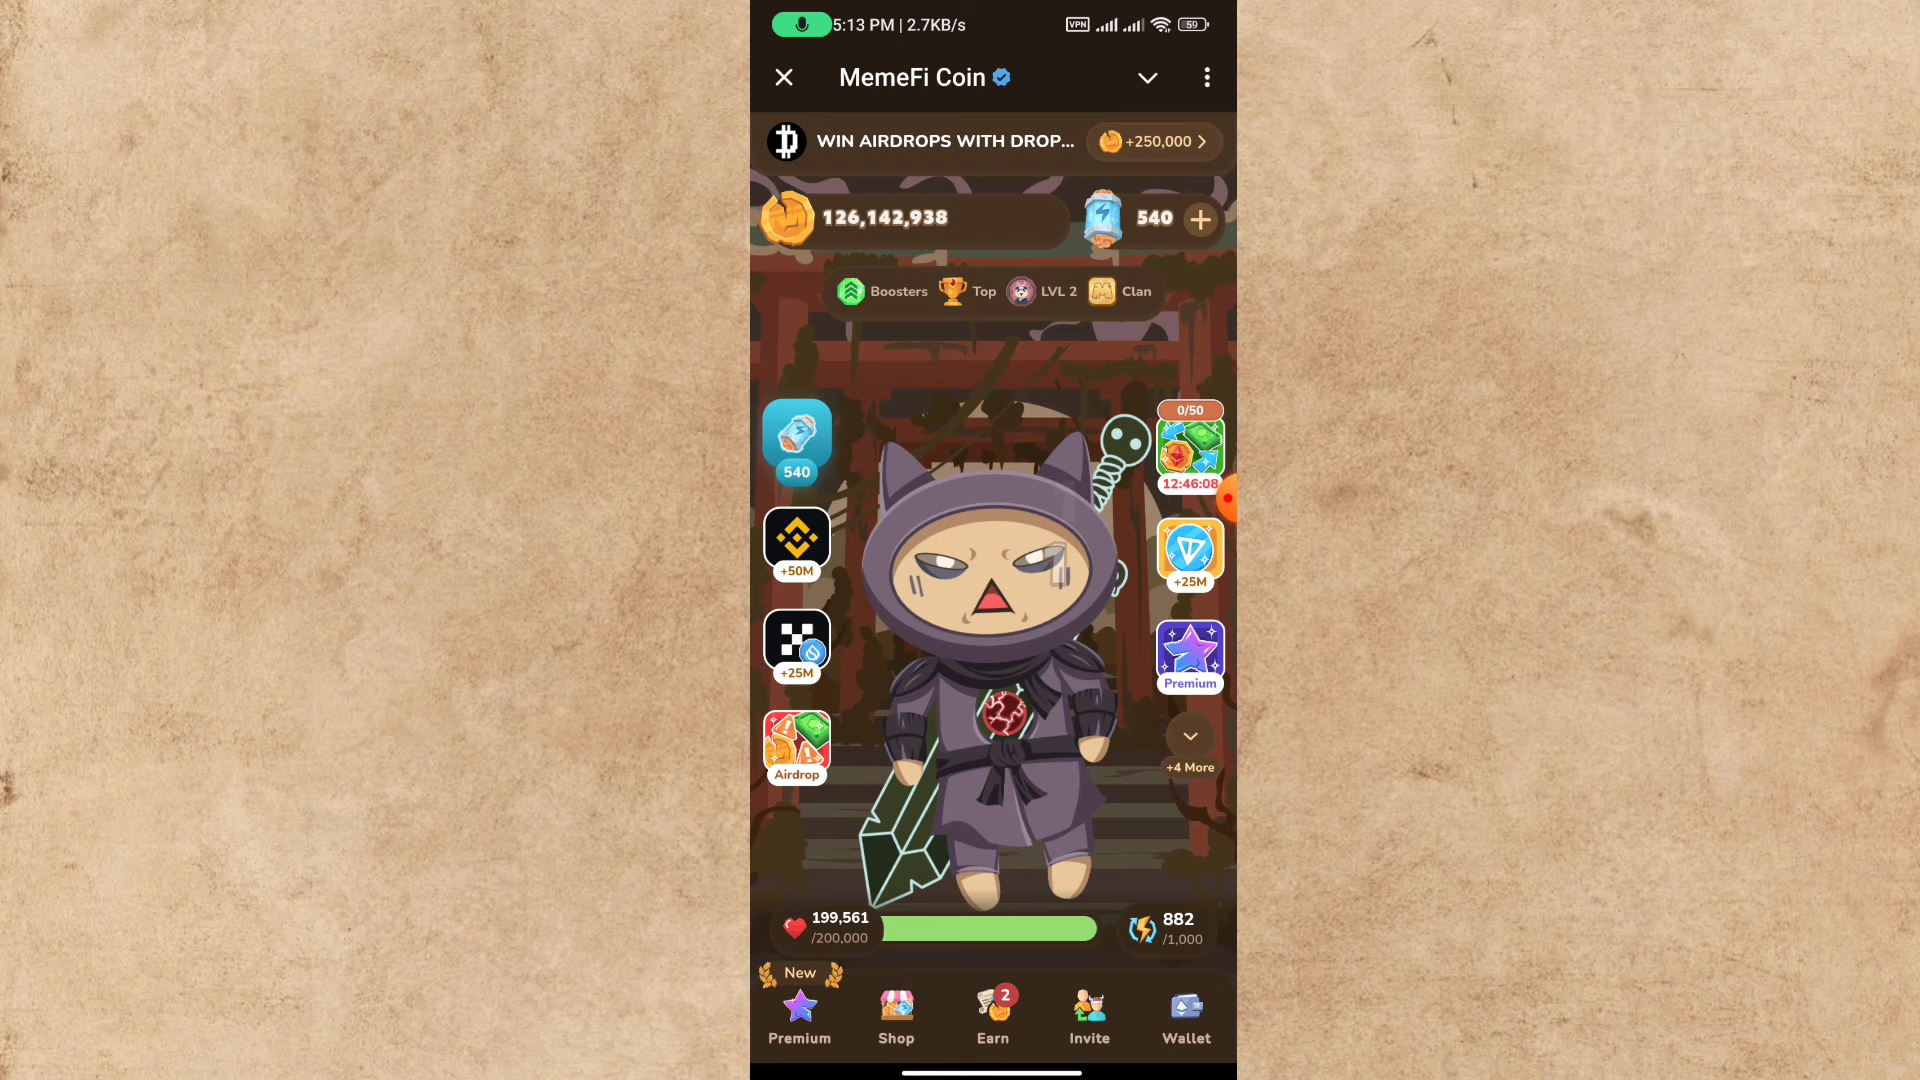 5:13 PM | 2.7KB/s
VPN
59
MemeFi Coin
WIN AIRDROPS WITH DROP...
+250,000
126,142,938
540
Boosters
Top
LVL 2
Clan
540
0/50
12:46:08
+50M
+25M
+25M
Premium
Airdrop
+4 More
199,561
/200,000
882
/1,000
New
2
Premium
Shop
Earn
Invite
Wallet